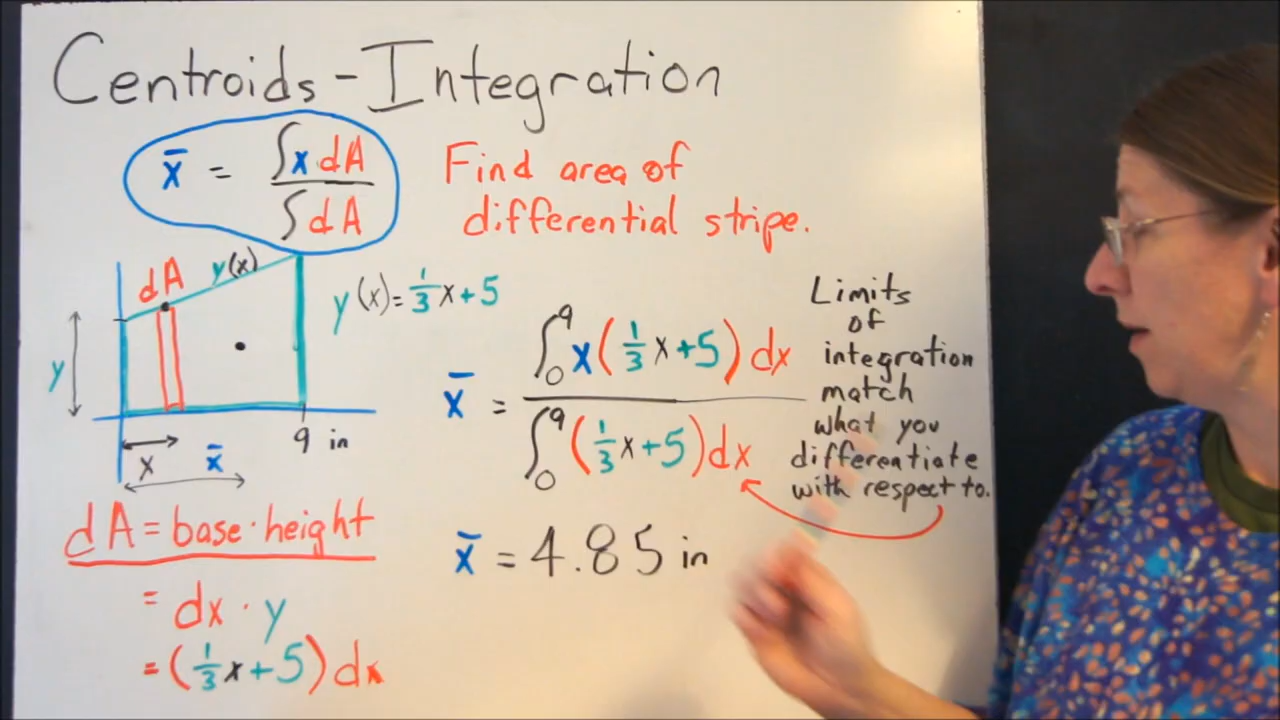 Centroids - Integration
x̄ = ∫x dA / ∫dA
Find area of
differential stripe.
dA
y(x)
y(x) = 1/3 x + 5
y
x
x̄
9 in
x̄ = ∫₀⁹ x(1/3 x + 5) dx / ∫₀⁹ (1/3 x + 5) dx
Limits
of
integration
match
what you
differentiate
with respect to.
dA = base · height
= dx · y
= (1/3 x + 5) dx
x̄ = 4.85 in